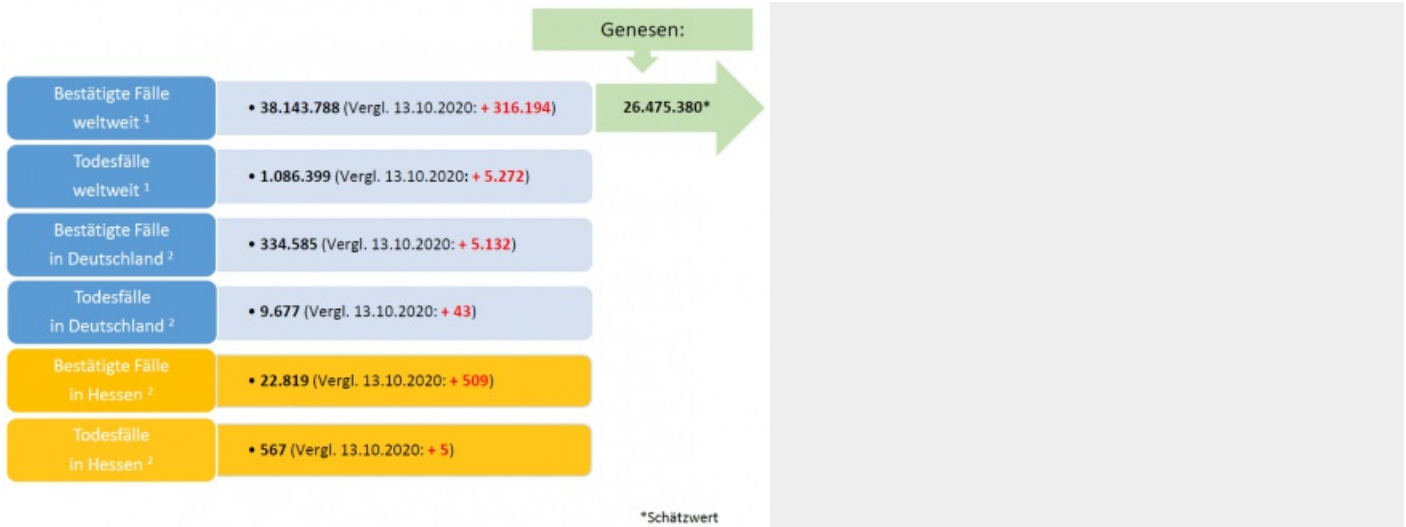 Genesen:
Bestätigte Fälle
weltweit ¹
• 38.143.788 (Vergl. 13.10.2020: + 316.194)
26.475.380*
Todesfälle
weltweit ¹
• 1.086.399 (Vergl. 13.10.2020: + 5.272)
Bestätigte Fälle
in Deutschland ²
• 334.585 (Vergl. 13.10.2020: + 5.132)
Todesfälle
in Deutschland ²
• 9.677 (Vergl. 13.10.2020: + 43)
Bestätigte Fälle
in Hessen ²
• 22.819 (Vergl. 13.10.2020: + 509)
Todesfälle
in Hessen ²
• 567 (Vergl. 13.10.2020: + 5)
*Schätzwert